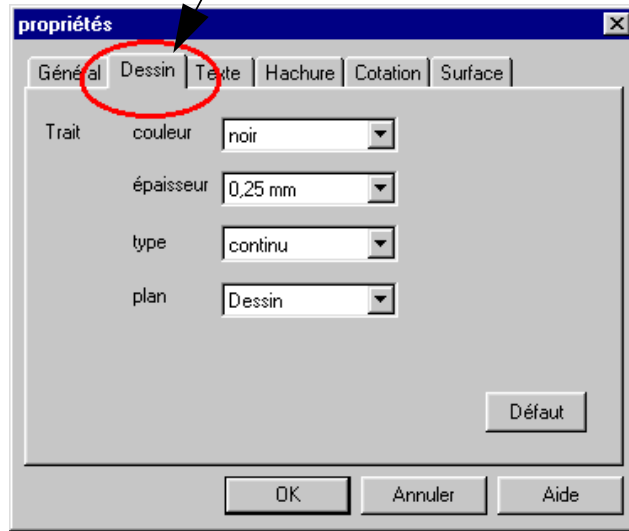 propriétés
Général Dessin Texte Hachure Cotation Surface
Trait couleur noir
épaisseur 0,25 mm
type continu
plan Dessin
Défaut
OK Annuler Aide